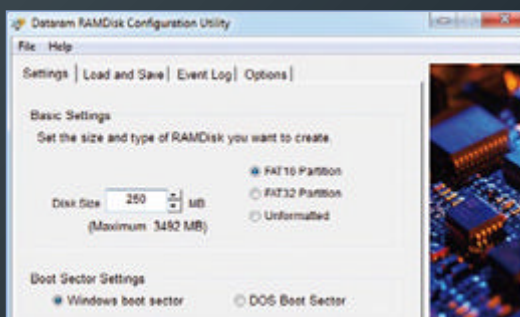 Dataram RAMDisk Configuration Utility
File Help
Settings Load and Save Event Log Options
Basic Settings
Set the size and type of RAMDisk you want to create.
FAT16 Partition
Disk Size 250 MB
FAT32 Partition
(Maximum 3492 MB)
Unformatted
Boot Sector Settings
Windows boot sector DOS Boot Sector